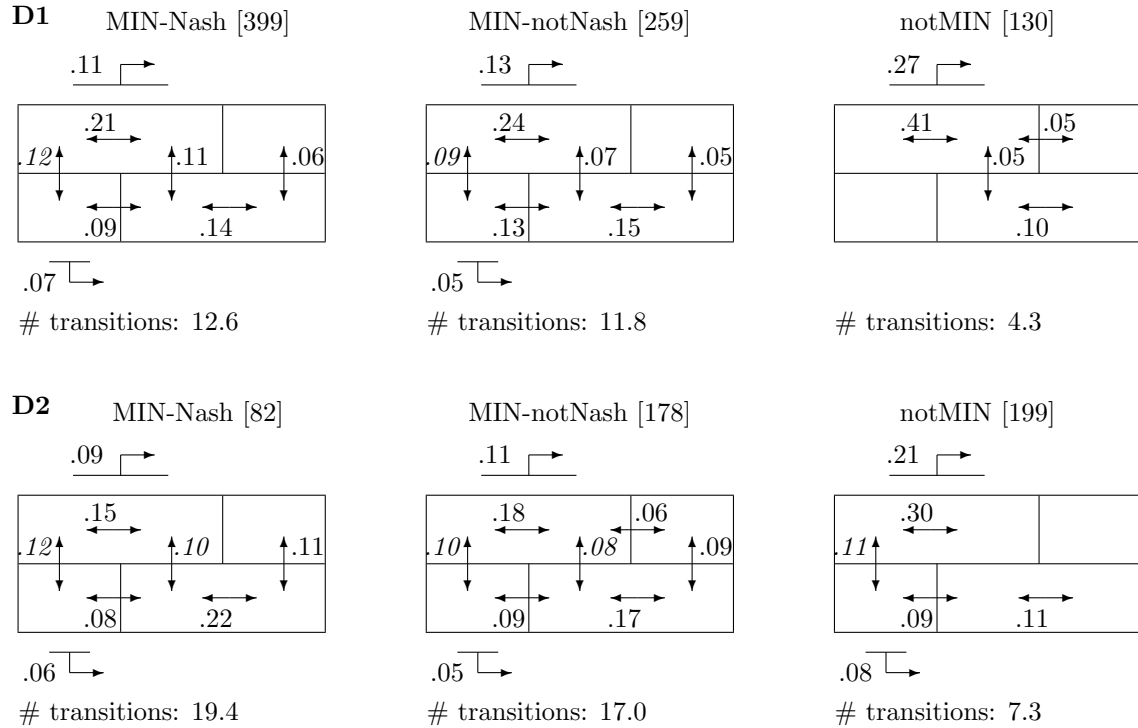 D1 MIN-Nash [399] MIN-notNash [259] notMIN [130]
.11 .13 .27
.21 .24 .41 .05
.12 .11 .06 .09 .07 .05 .05
.09 .14 .13 .15 .10
.07 .05
# transitions: 12.6 # transitions: 11.8 # transitions: 4.3
D2 MIN-Nash [82] MIN-notNash [178] notMIN [199]
.09 .11 .21
.15 .18 .06 .30
.12 .10 .11 .10 .08 .09 .11
.08 .22 .09 .17 .09 .11
.06 .05 .08
# transitions: 19.4 # transitions: 17.0 # transitions: 7.3